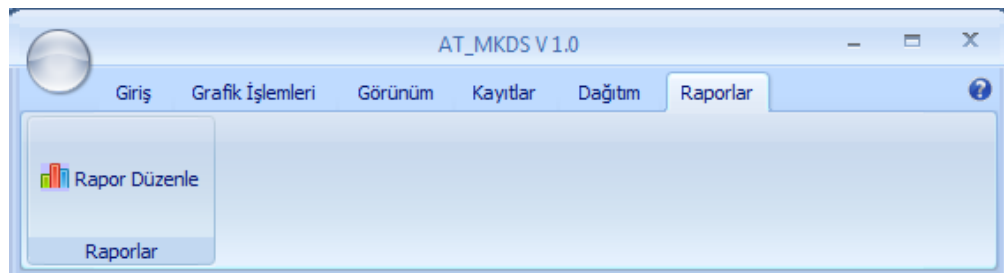 AT_MKDS V 1.0
Giriş Grafik İşlemleri Görünüm Kayıtlar Dağıtım Raporlar
Rapor Düzenle
Raporlar